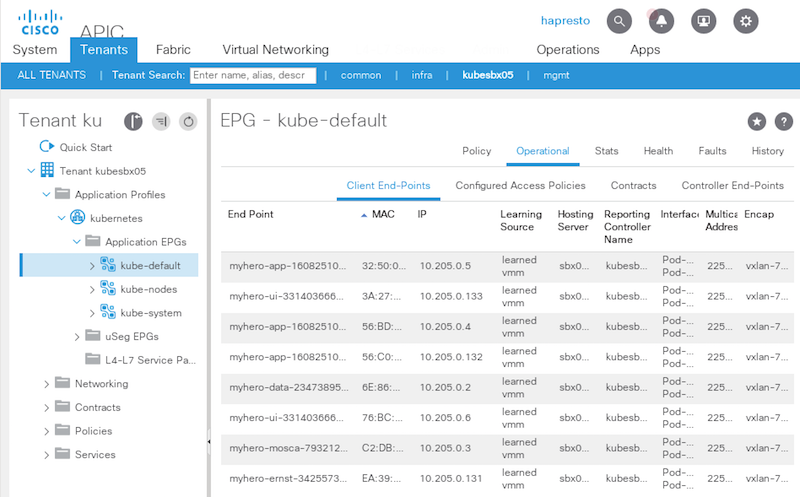 CISCO APIC
hapresto
System Tenants Fabric Virtual Networking Operations Apps
ALL TENANTS | Tenant Search: Enter name, alias, descr | common | infra | kubesbx05 | mgmt
Tenant ku
Quick Start
Tenant kubesbx05
Application Profiles
kubernetes
Application EPGs
kube-default
kube-nodes
kube-system
uSeg EPGs
L4-L7 Service Pa...
Networking
Contracts
Policies
Services
EPG - kube-default
Policy Operational Stats Health Faults History
Client End-Points Configured Access Policies Contracts Controller End-Points
End Point MAC IP Learning Source Hosting Server Reporting Controller Name Interface Multica Addres Encap
myhero-app-16082510... 32:50:0... 10.205.0.5 learned vmm sbx0... kubesb... Pod-... Pod-... 225... vxlan-7...
myhero-ui-331403666... 3A:27:... 10.205.0.133 learned vmm sbx0... kubesb... Pod-... Pod-... 225... vxlan-7...
myhero-app-16082510... 56:BD:... 10.205.0.4 learned vmm sbx0... kubesb... Pod-... Pod-... 225... vxlan-7...
myhero-app-16082510... 56:C0:... 10.205.0.132 learned vmm sbx0... kubesb... Pod-... Pod-... 225... vxlan-7...
myhero-data-23473895... 6E:86:... 10.205.0.2 learned vmm sbx0... kubesb... Pod-... Pod-... 225... vxlan-7...
myhero-ui-331403666... 76:BC:... 10.205.0.6 learned vmm sbx0... kubesb... Pod-... Pod-... 225... vxlan-7...
myhero-mosca-793212... C2:DB:... 10.205.0.3 learned vmm sbx0... kubesb... Pod-... Pod-... 225... vxlan-7...
myhero-ernst-3425573... EA:39:... 10.205.0.131 learned vmm sbx0... kubesb... Pod-... Pod-... 225... vxlan-7...